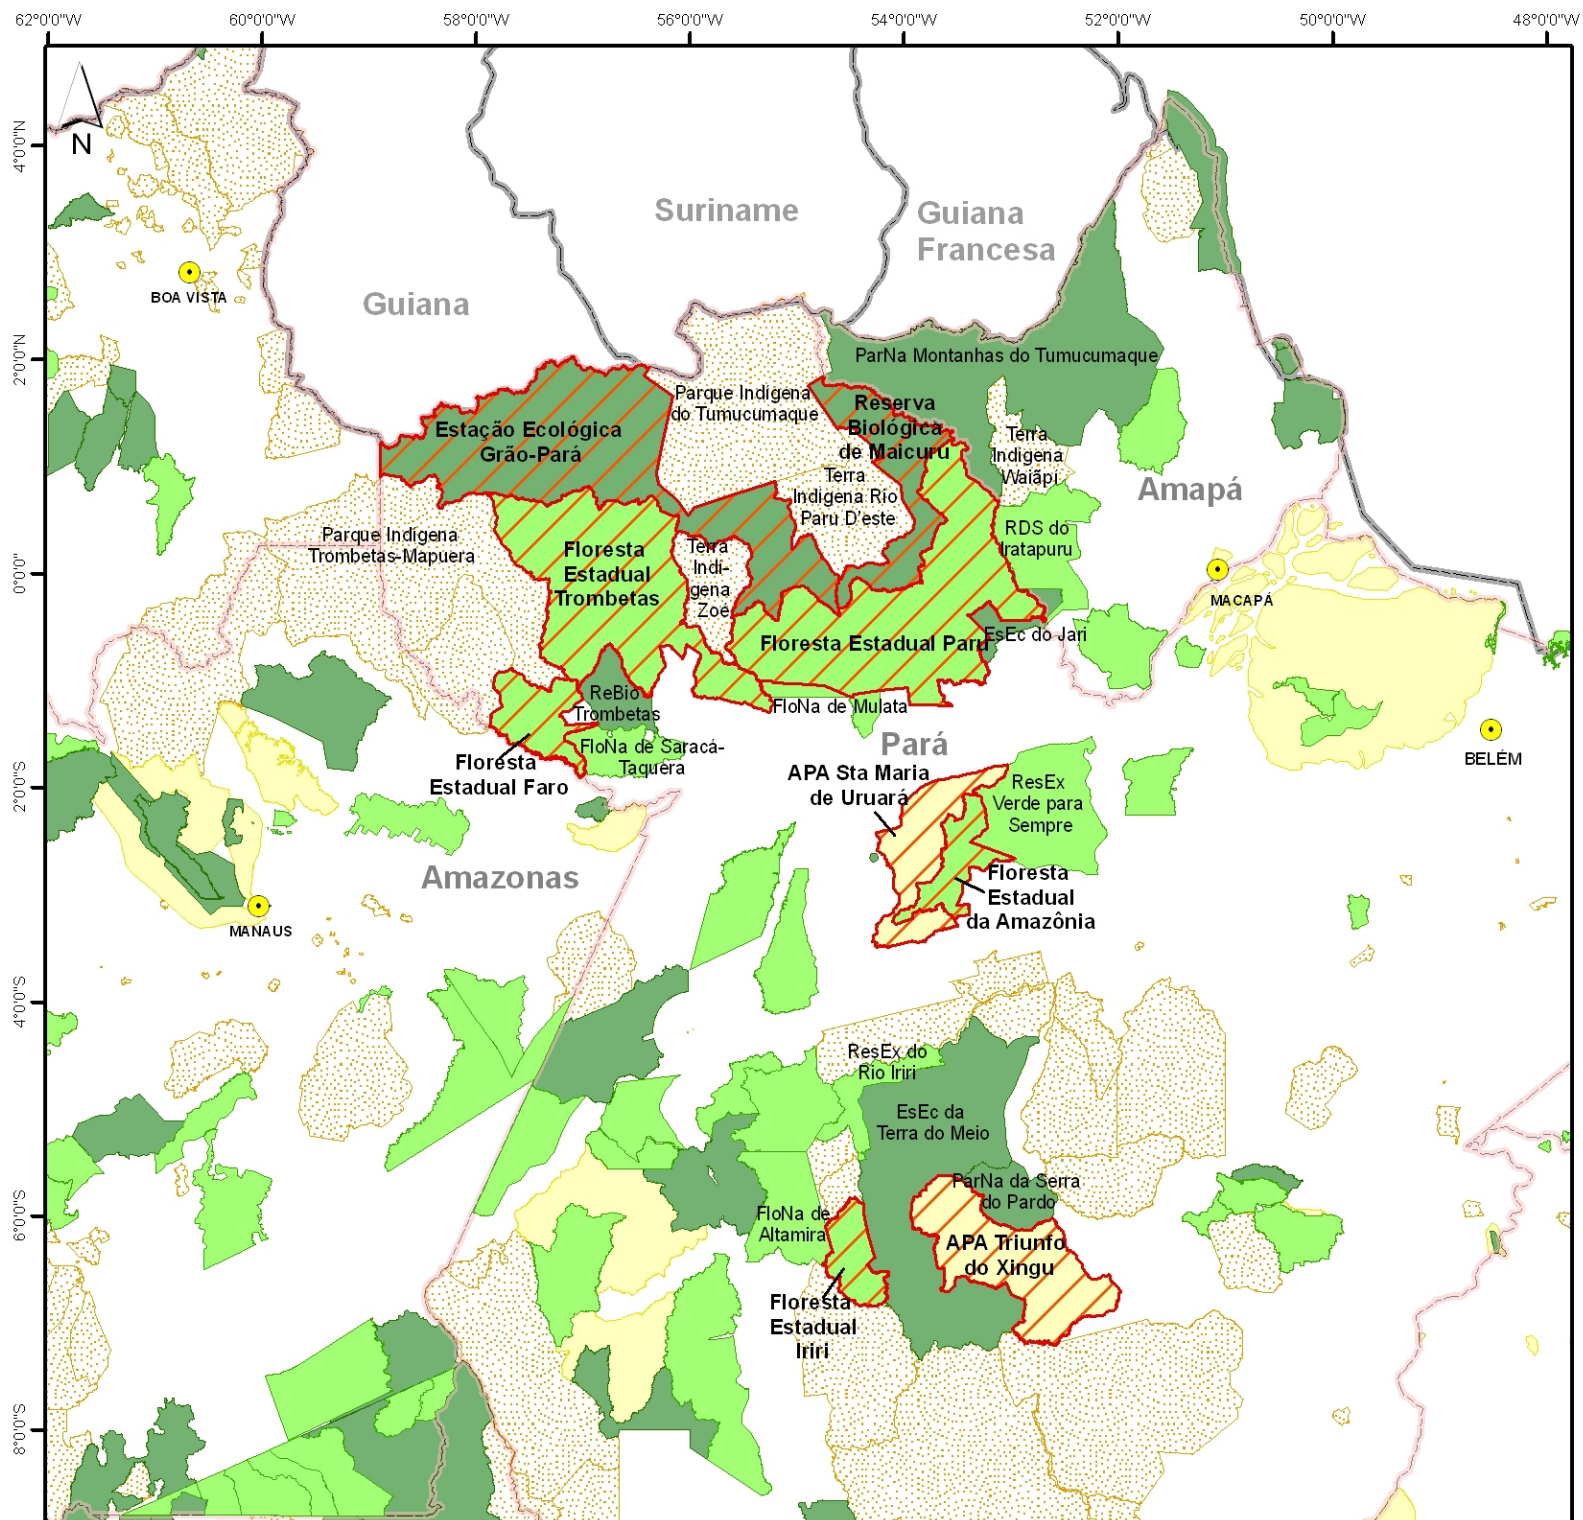 62°0'0"W
60°0'0"W
58°0'0"W
56°0'0"W
54°0'0"W
52°0'0"W
50°0'0"W
48°0'0"W
4°0'0"N
2°0'0"N
0°0'0"
2°0'0"S
4°0'0"S
6°0'0"S
8°0'0"S
N
Suriname
Guiana
Francesa
Guiana
BOA VISTA
ParNa Montanhas do Tumucumaque
Parque Indigena
do Tumucumaque
Reserva
Biológica
de Maicuru
Estação Ecológica
Grão-Pará
Terra
Indigena
Waiãpi
Terra
Indigena Rio
Paru D'este
Amapá
Parque Indigena
Trombetas-Mapuera
Floresta
Estadual
Trombetas
Terra
Indi-
gena
Zoé
RDS do
Iratapuru
MACAPÁ
Floresta Estadual Paru
EsEc do Jari
ReBio
Trombetas
FloNa de Mulata
FloNa de Saracá-
Taquera
Floresta
Estadual Faro
Pará
BELÉM
APA Sta Maria
de Uruará
ResEx
Verde para
Sempre
Floresta
Estadual
da Amazônia
Amazonas
MANAUS
ResEx do
Rio Iriri
EsEc da
Terra do Meio
ParNa da Serra
do Pardo
FloNa de
Altamira
APA Triunfo
do Xingu
Floresta
Estadual
Iriri